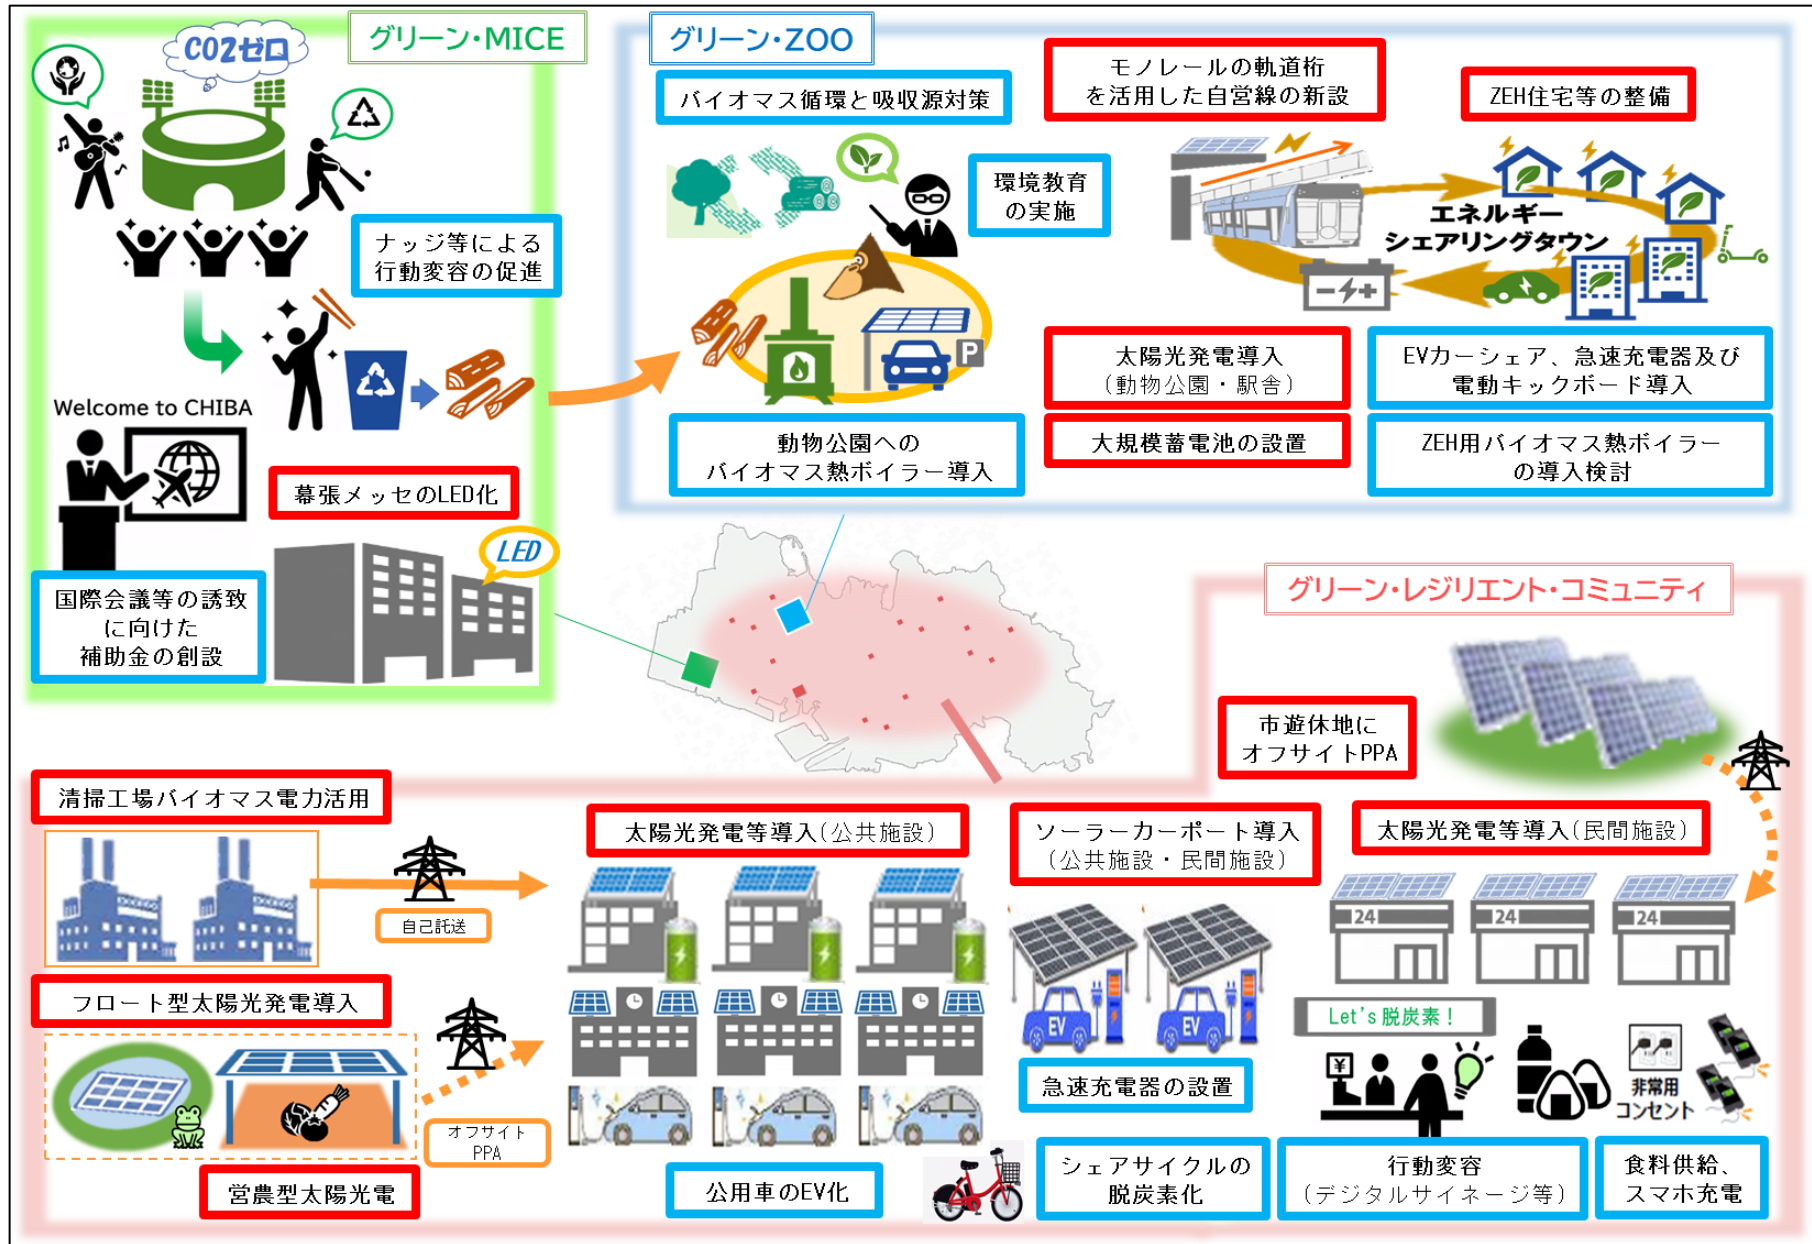 グリーン・MICE
CO2ゼロ
ナッジ等による
行動変容の促進
Welcome to CHIBA
幕張メッセのLED化
LED
国際会議等の誘致
に向けた
補助金の創設
グリーン・ZOO
バイオマス循環と吸収源対策
環境教育
の実施
動物公園への
バイオマス熱ボイラー導入
P
モノレールの軌道桁
を活用した自営線の新設
ZEH住宅等の整備
エネルギー
シェアリングタウン
太陽光発電導入
(動物公園・駅舎)
大規模蓄電池の設置
EVカーシェア、急速充電器及び
電動キックボード導入
ZEH用バイオマス熱ボイラー
の導入検討
グリーン・レジリエント・コミュニティ
市遊休地に
オフサイトPPA
清掃工場バイオマス電力活用
自己託送
フロート型太陽光発電導入
オフサイト
PPA
営農型太陽光電
太陽光発電等導入(公共施設)
公用車のEV化
ソーラーカーポート導入
(公共施設・民間施設)
EV
EV
急速充電器の設置
シェアサイクルの
脱炭素化
太陽光発電等導入(民間施設)
24
24
24
Let's 脱炭素！
¥
行動変容
(デジタルサイネージ等)
非常用
コンセント
食料供給、
スマホ充電